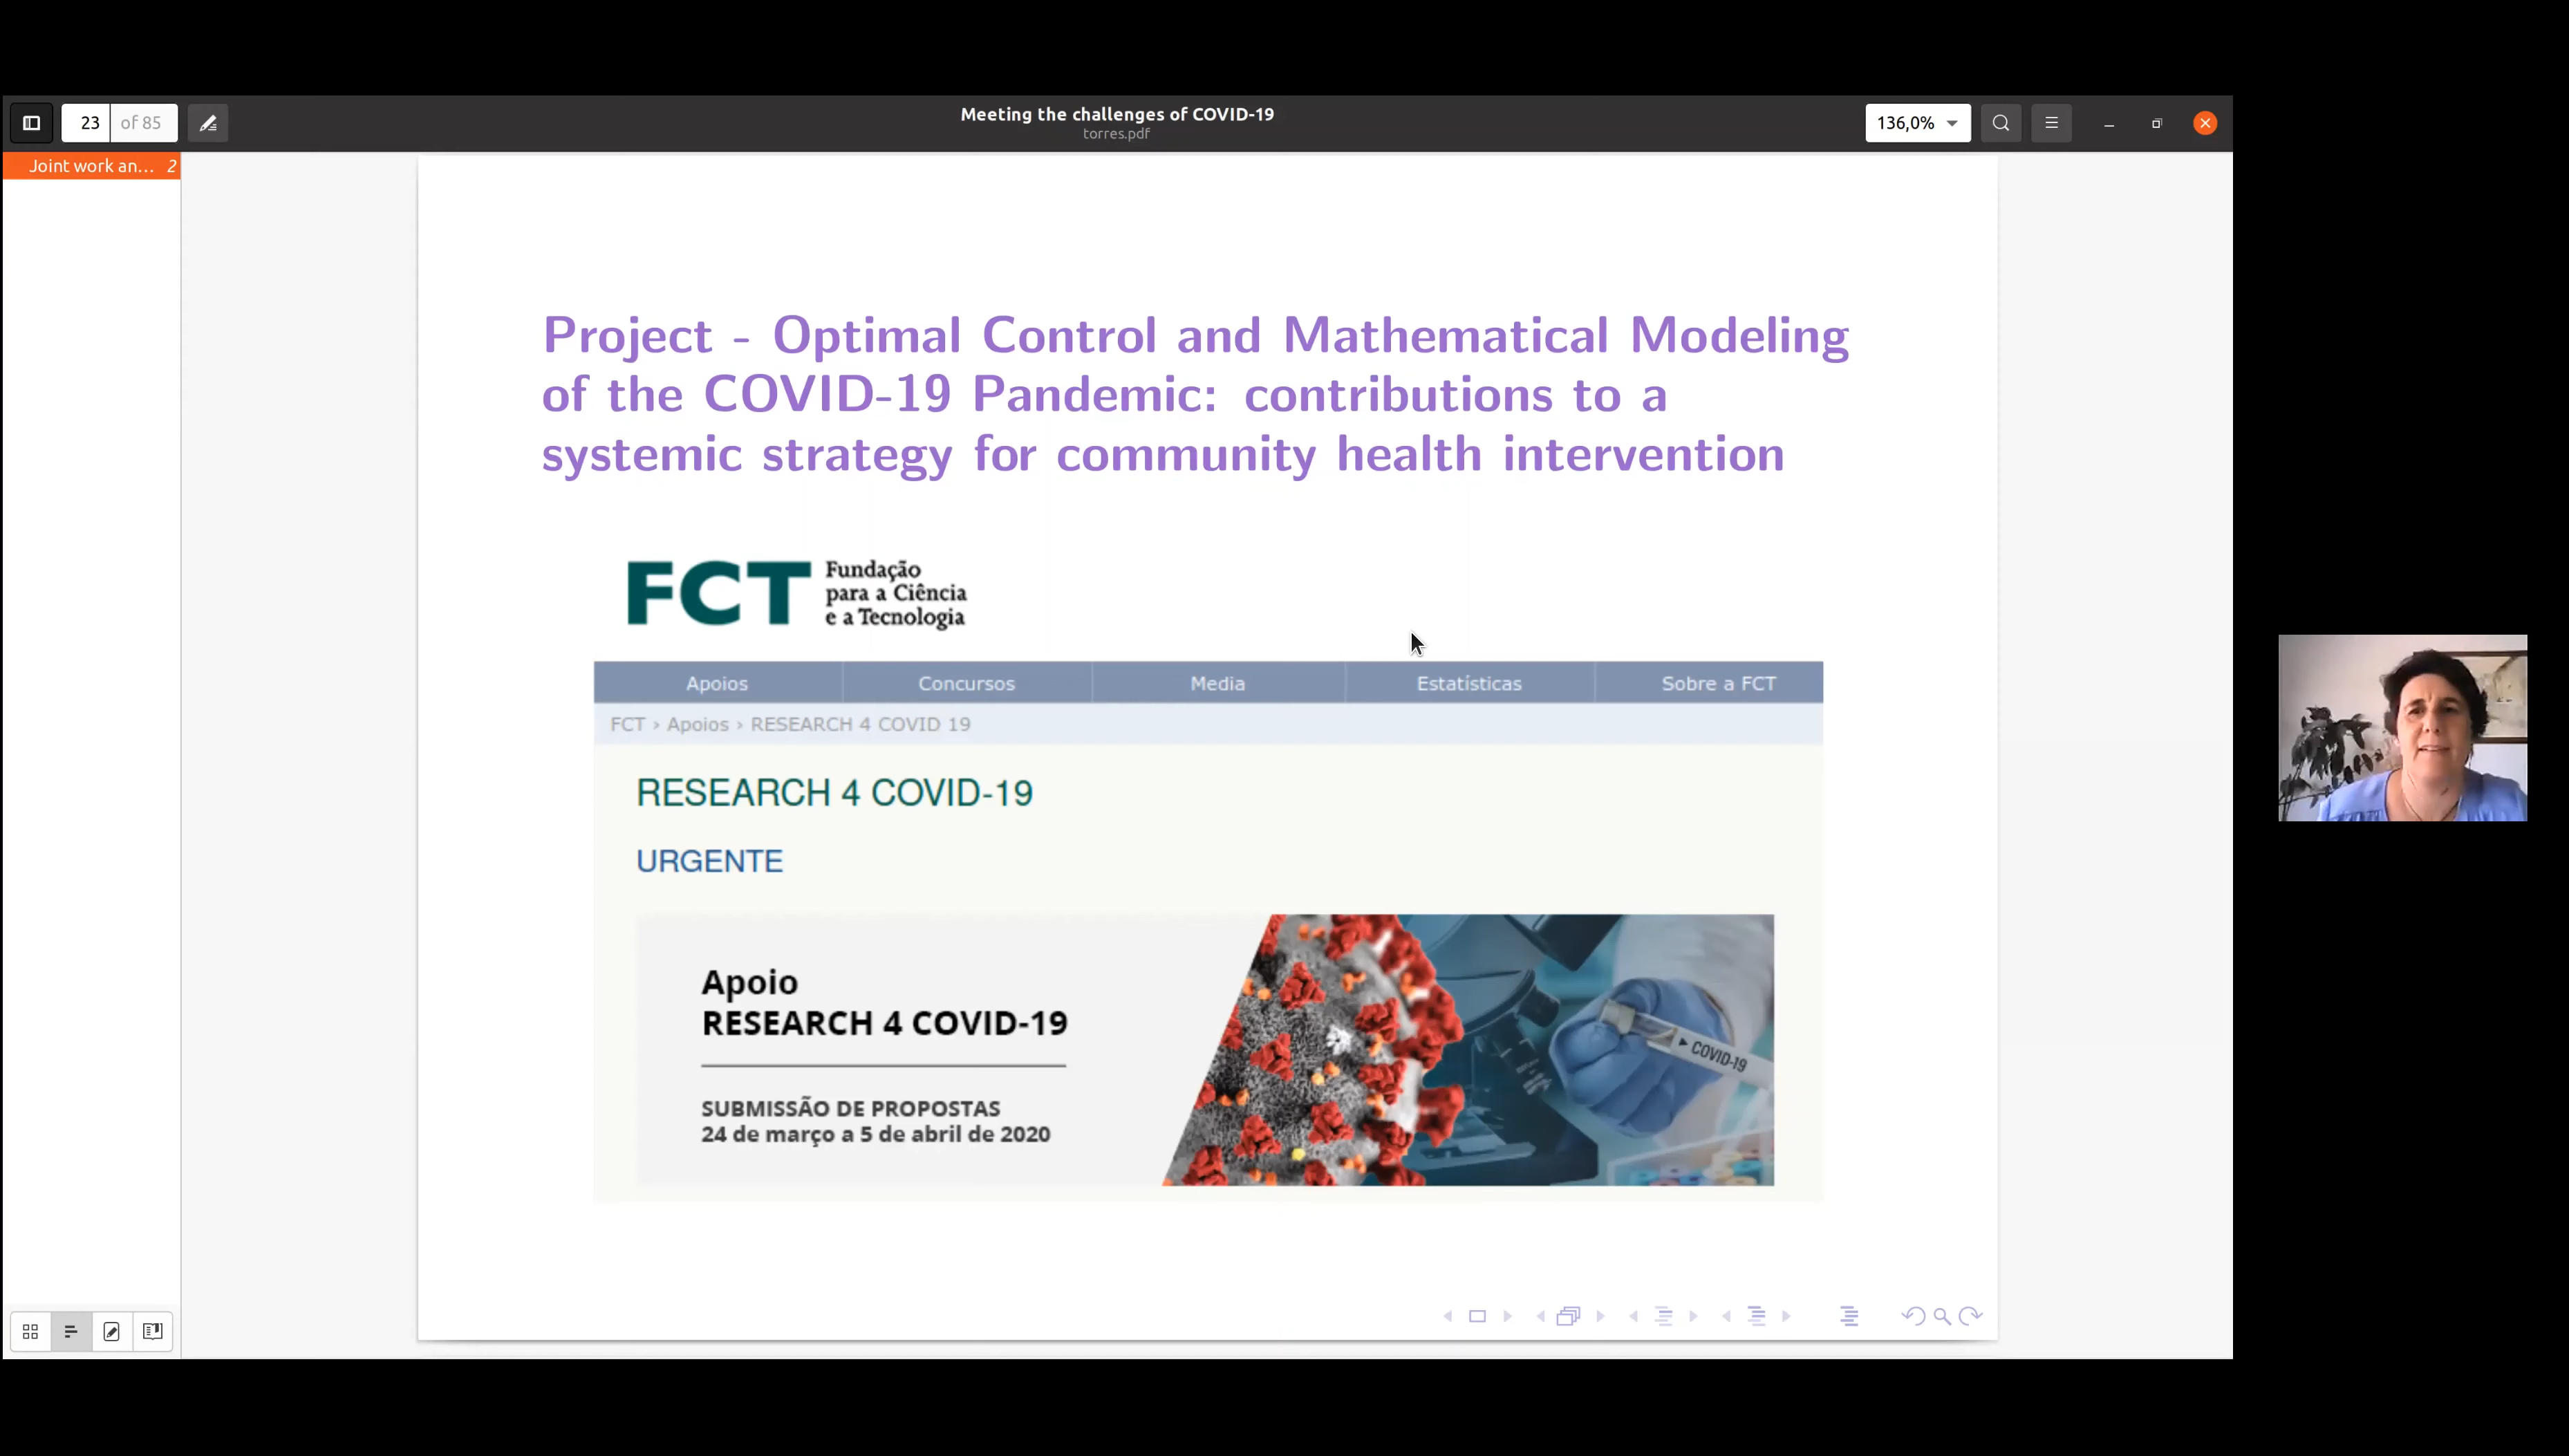 23 of 85
Meeting the challenges of COVID-19
torres.pdf
136,0%
Joint work an... 2
Project - Optimal Control and Mathematical Modeling
of the COVID-19 Pandemic: contributions to a
systemic strategy for community health intervention
FCT
Fundação
para a Ciência
e a Tecnologia
Apoios Concursos Media Estatísticas Sobre a FCT
FCT › Apoios › RESEARCH 4 COVID 19
RESEARCH 4 COVID-19
URGENTE
Apoio
RESEARCH 4 COVID-19
SUBMISSÃO DE PROPOSTAS
24 de março a 5 de abril de 2020
COVID-19